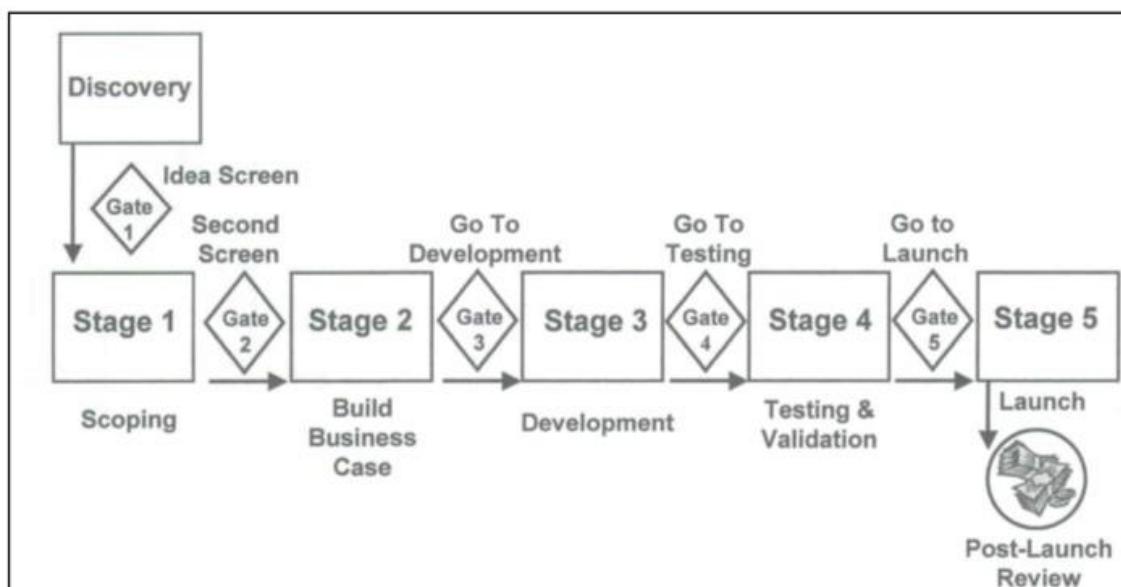 Discovery
Idea Screen
Gate
1
Second
Screen
Go To
Development
Go To
Testing
Go to
Launch
Stage 1
Gate
2
Stage 2
Gate
3
Stage 3
Gate
4
Stage 4
Gate
5
Stage 5
Scoping
Build
Business
Case
Development
Testing &
Validation
Launch
Post-Launch
Review